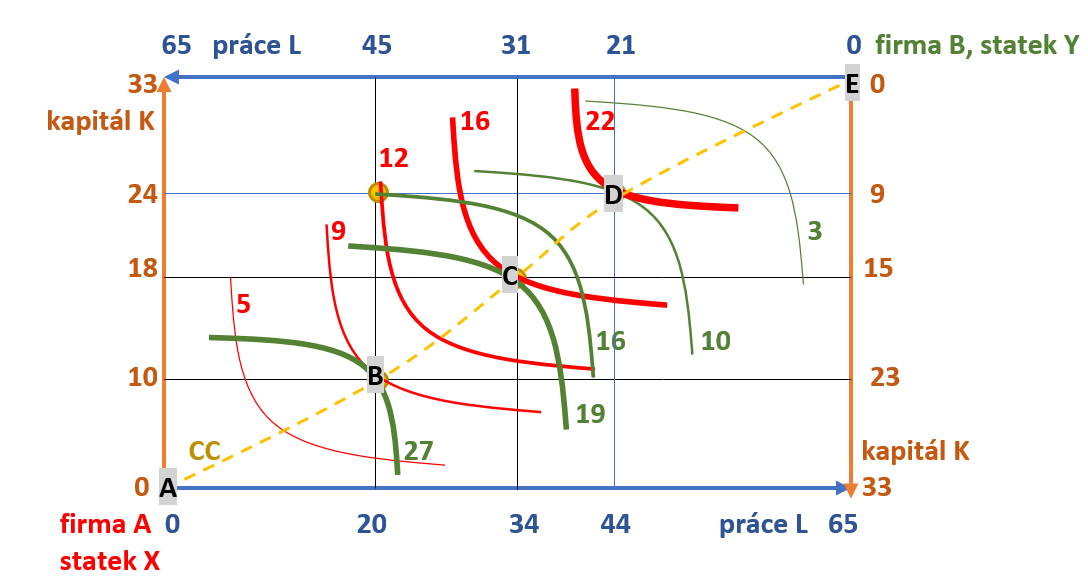 65 práce L 45 31 21 0 firma B, statek Y
33 E 0
kapitál K 16 22
12
24 D 9
9 3
18 C 15
5
16 10
10 B 23
19
CC 27 kapitál K
0 A 33
firma A 0 20 34 44 práce L 65
statek X